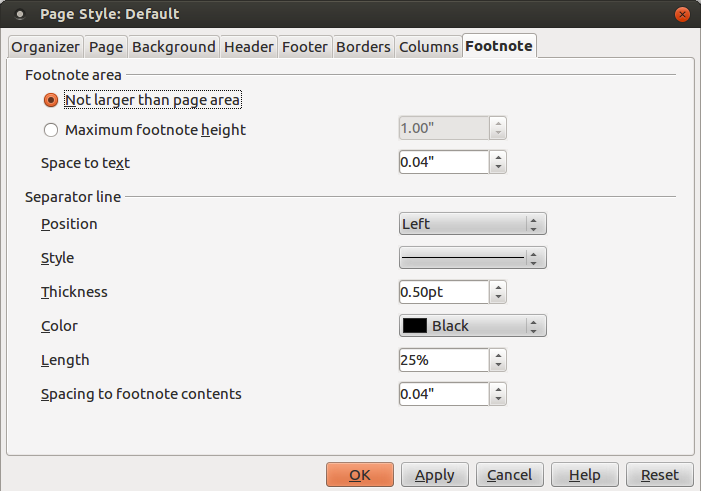 Page Style: Default
Organizer Page Background Header Footer Borders Columns Footnote
Footnote area
Not larger than page area
Maximum footnote height 1.00"
Space to text 0.04"
Separator line
Position Left
Style
Thickness 0.50pt
Color Black
Length 25%
Spacing to footnote contents 0.04"
OK Apply Cancel Help Reset